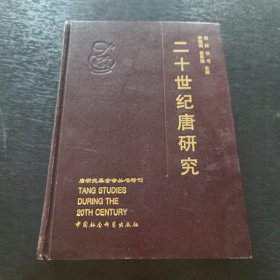 二十世纪唐研究
唐研究基金会丛书特刊
TANG STUDIES
DURING THE
20TH CENTURY
中国社会科学出版社